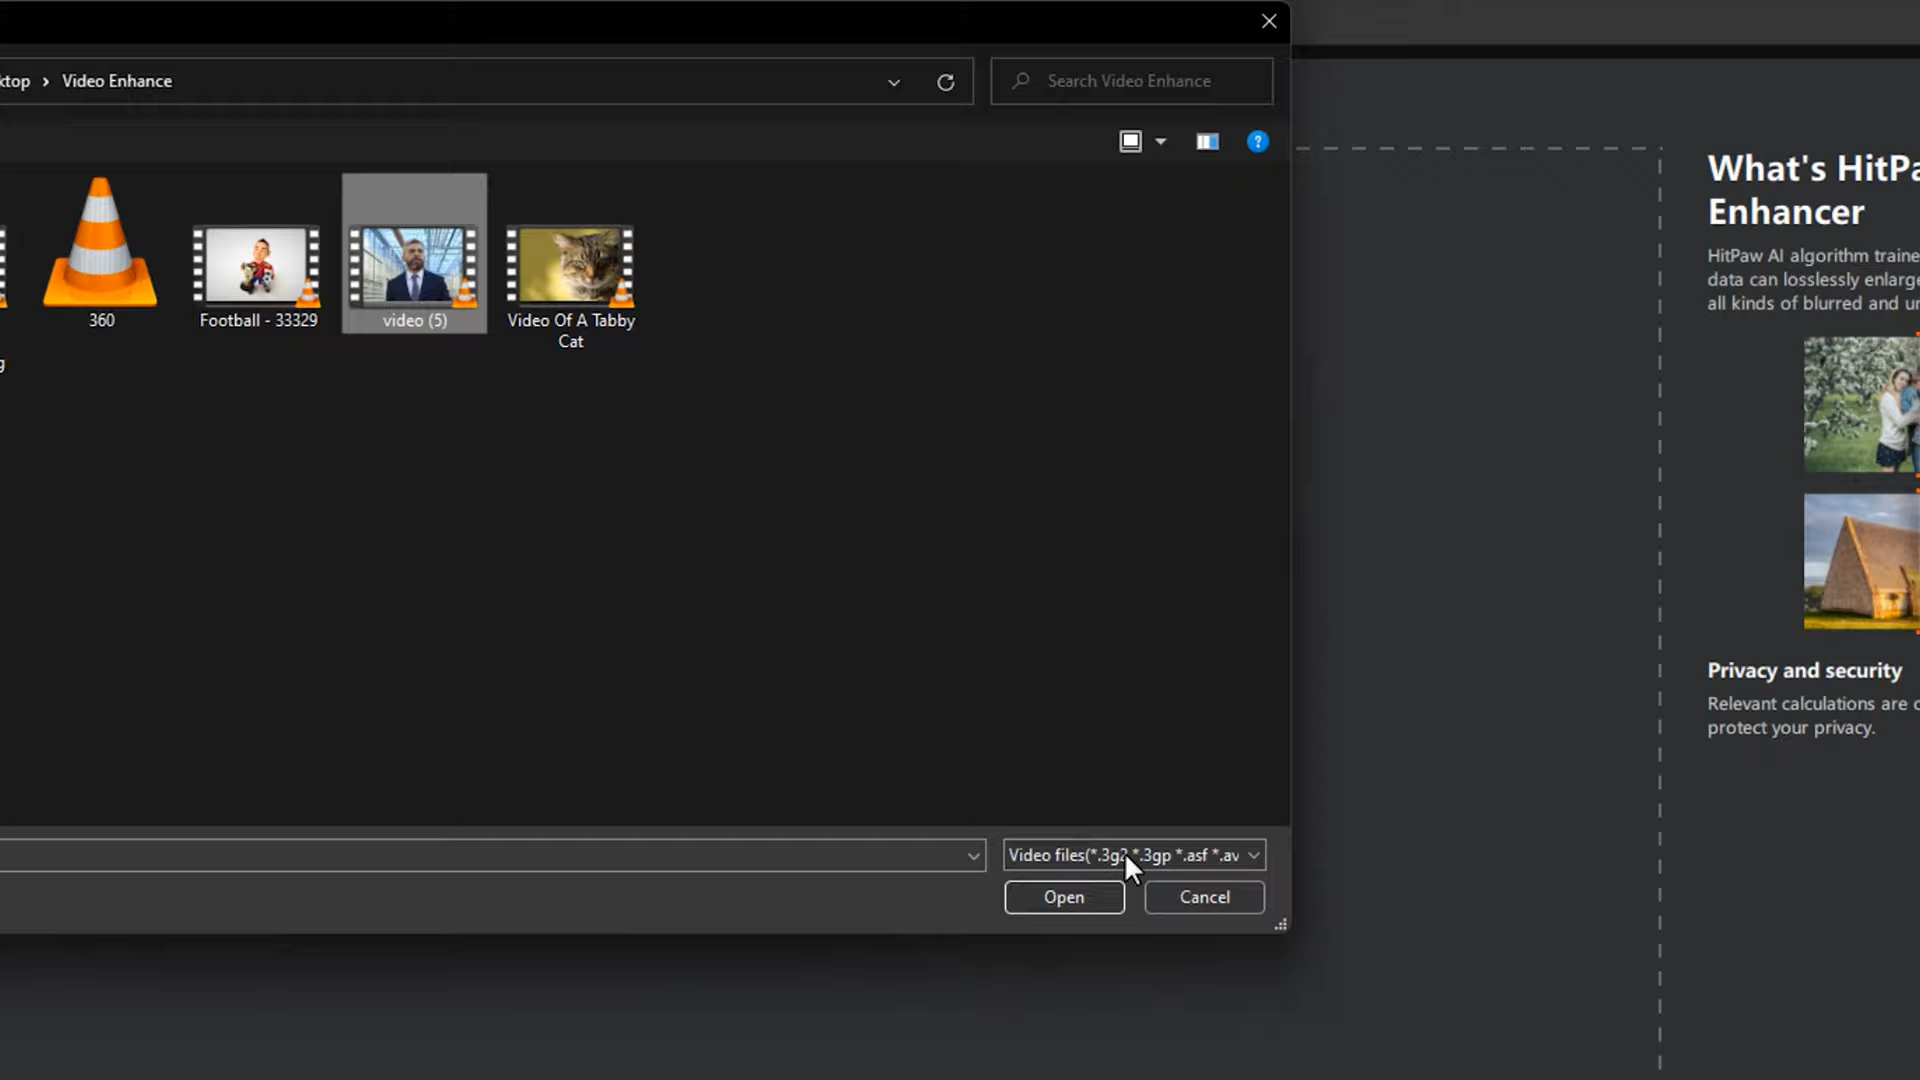 ktop › Video Enhance
Search Video Enhance
?
360
Football - 33329
video (5)
Video Of A Tabby
Cat
g
Video files(*.3g2 *.3gp *.asf *.av
Open
Cancel
What's HitPa
Enhancer
HitPaw AI algorithm traine
data can losslessly enlarge
all kinds of blurred and un
Privacy and security
Relevant calculations are c
protect your privacy.